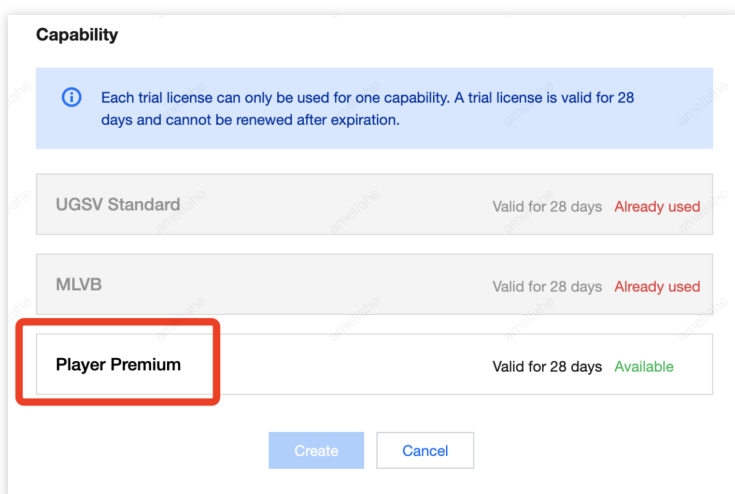 Capability
Each trial license can only be used for one capability. A trial license is valid for 28
days and cannot be renewed after expiration.
UGSV Standard Valid for 28 days Already used
MLVB Valid for 28 days Already used
Player Premium Valid for 28 days Available
Create Cancel